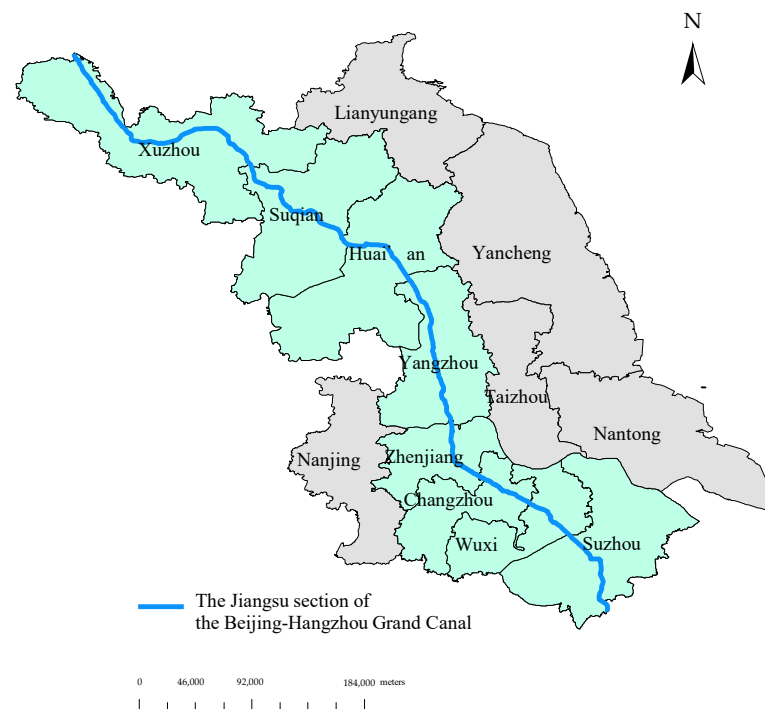 N
Lianyungang
Xuzhou
Suqian
Huai' an
Yancheng
Yangzhou
Taizhou
Nantong
Zhenjiang
Nanjing
Changzhou
Wuxi
Suzhou
The Jiangsu section of
the Beijing-Hangzhou Grand Canal
0 46,000 92,000 184,000 meters